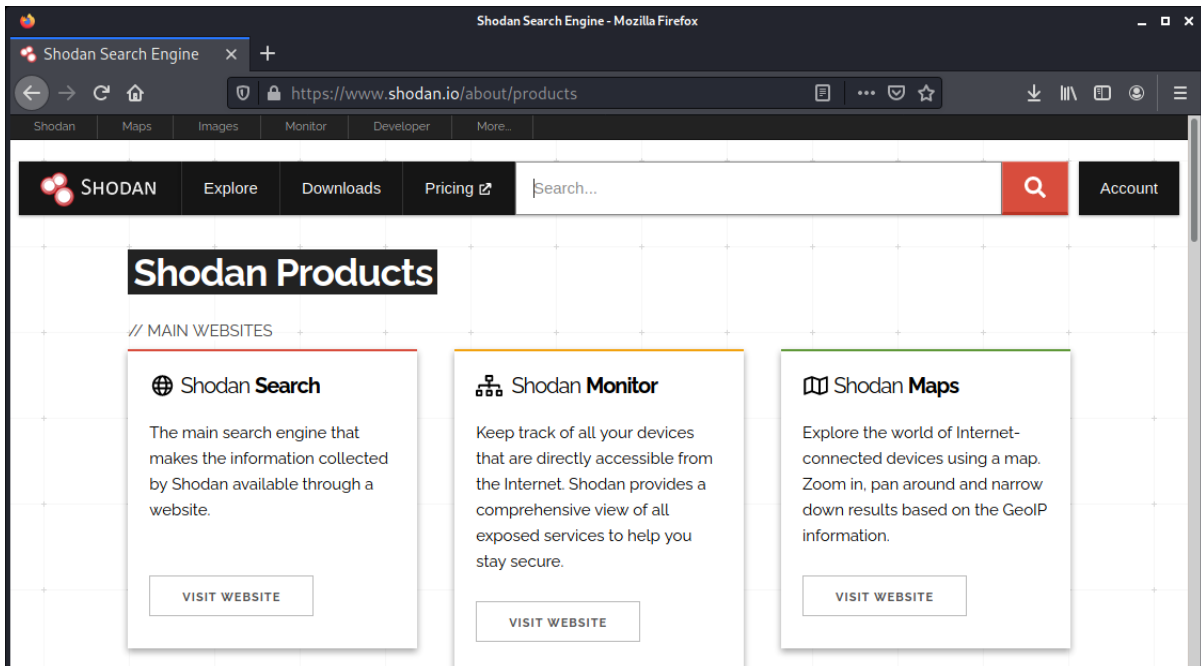 Shodan Search Engine - Mozilla Firefox
Shodan Search Engine
https://www.shodan.io/about/products
Shodan Maps Images Monitor Developer More...
SHODAN Explore Downloads Pricing Search... Account
Shodan Products
// MAIN WEBSITES
Shodan Search
The main search engine that
makes the information collected
by Shodan available through a
website.
VISIT WEBSITE
Shodan Monitor
Keep track of all your devices
that are directly accessible from
the Internet. Shodan provides a
comprehensive view of all
exposed services to help you
stay secure.
VISIT WEBSITE
Shodan Maps
Explore the world of Internet-
connected devices using a map.
Zoom in, pan around and narrow
down results based on the GeoIP
information.
VISIT WEBSITE